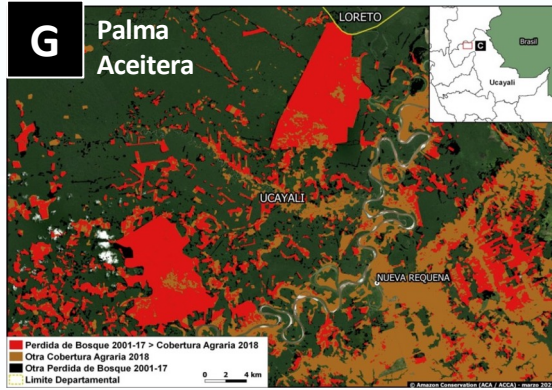 G
Palma
Aceitera
LORETO
Brasil
C
Ucayali
UCAYALI
NUEVA REQUENA
Perdida de Bosque 2001-17 > Cobertura Agraria 2018
Otra Cobertura Agraria 2018
Otra Perdida de Bosque 2001-17
Limite Departamental
0 2 4 km
© Amazon Conservation (ACA / ACCA) - marzo 202